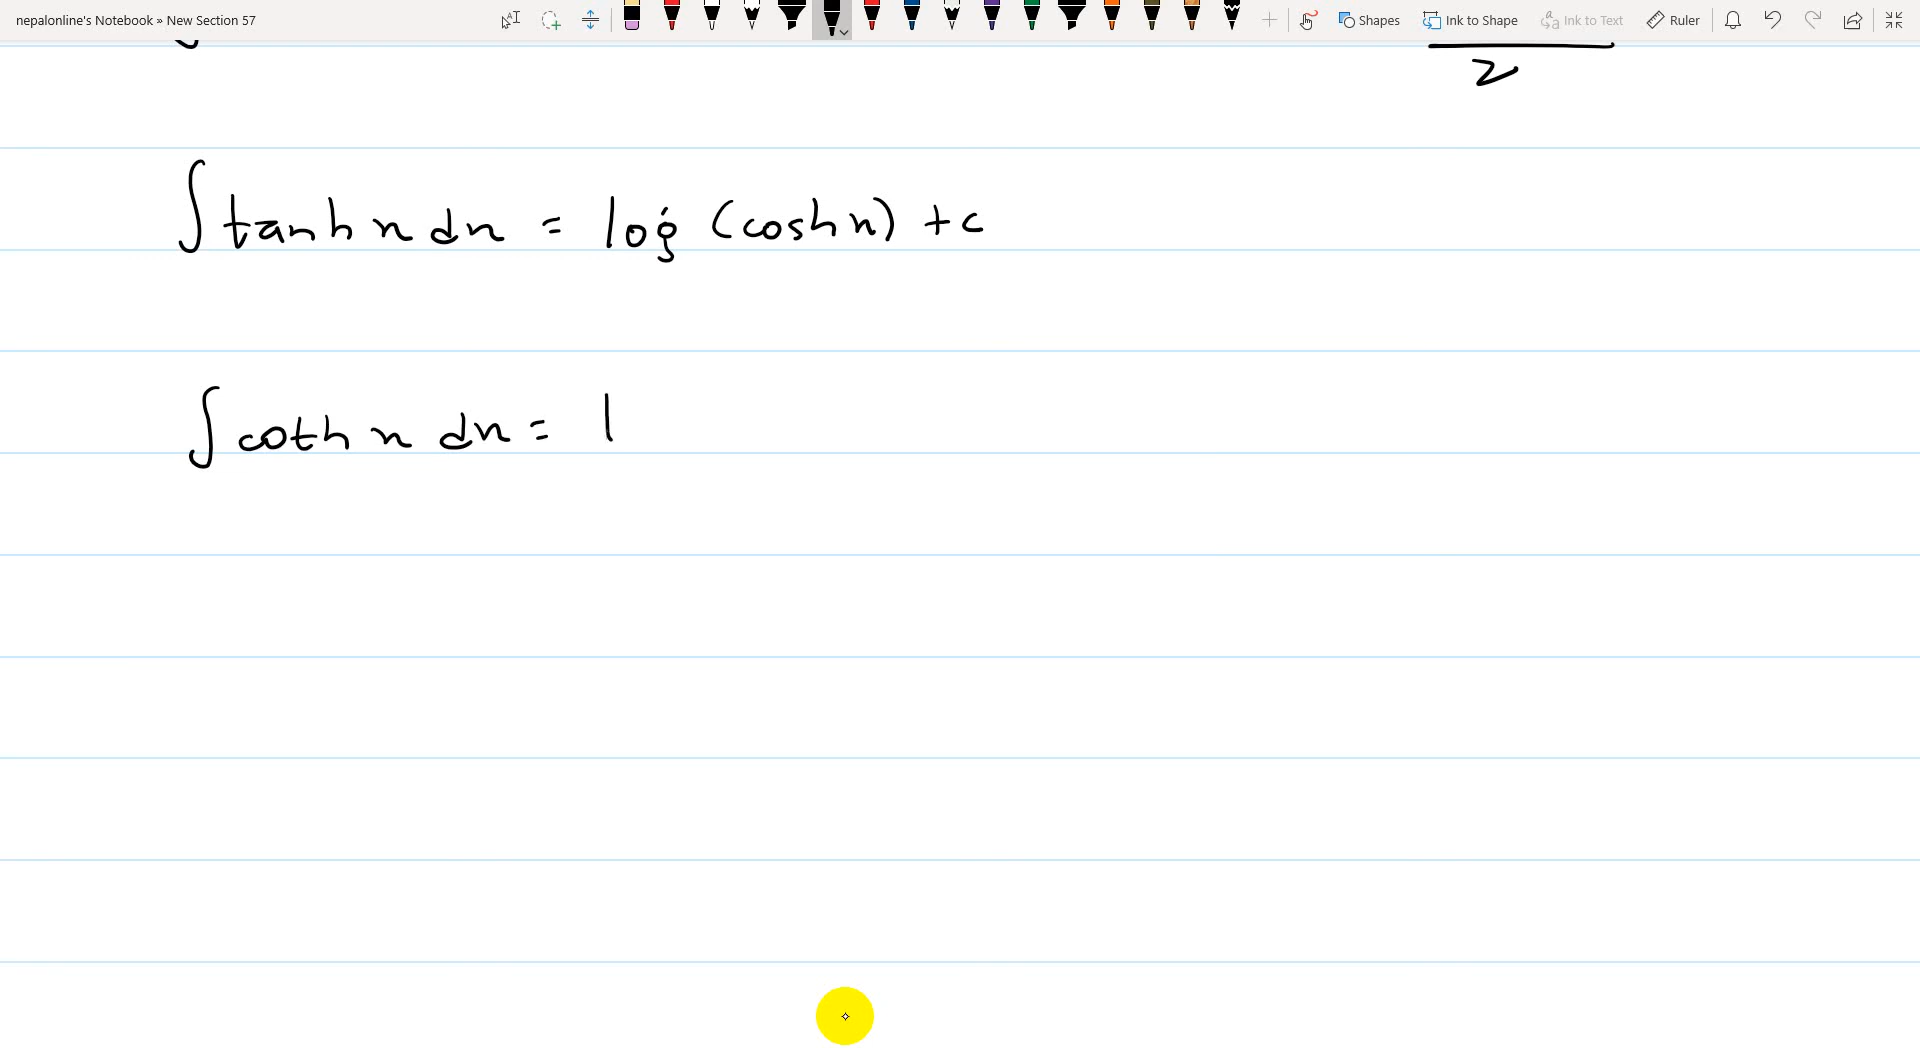 nepalonline's Notebook » New Section 57
Shapes
Ink to Shape
Ink to Text
Ruler
2
∫ tanh x dx = log (cosh x) + c
∫ coth x dx = l